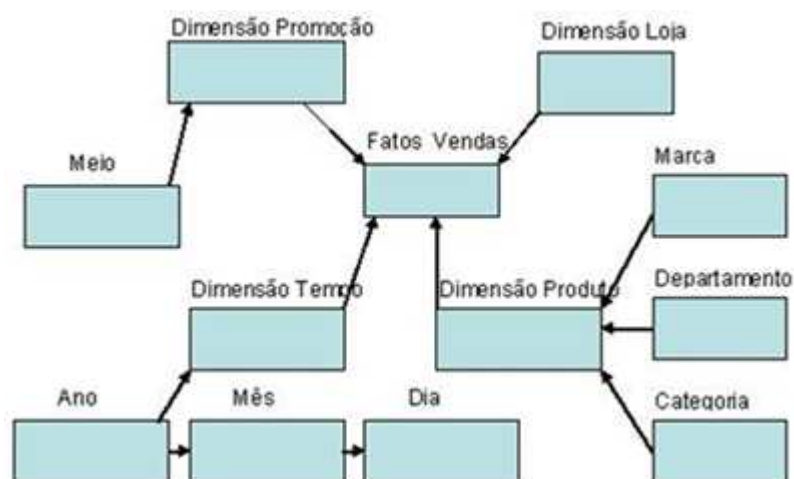 Dimensão Promoção
Dimensão Loja
Fatos Vendas
Marca
Meio
Dimensão Tempo
Dimensão Produto
Departamento
Ano
Mês
Dia
Categoria